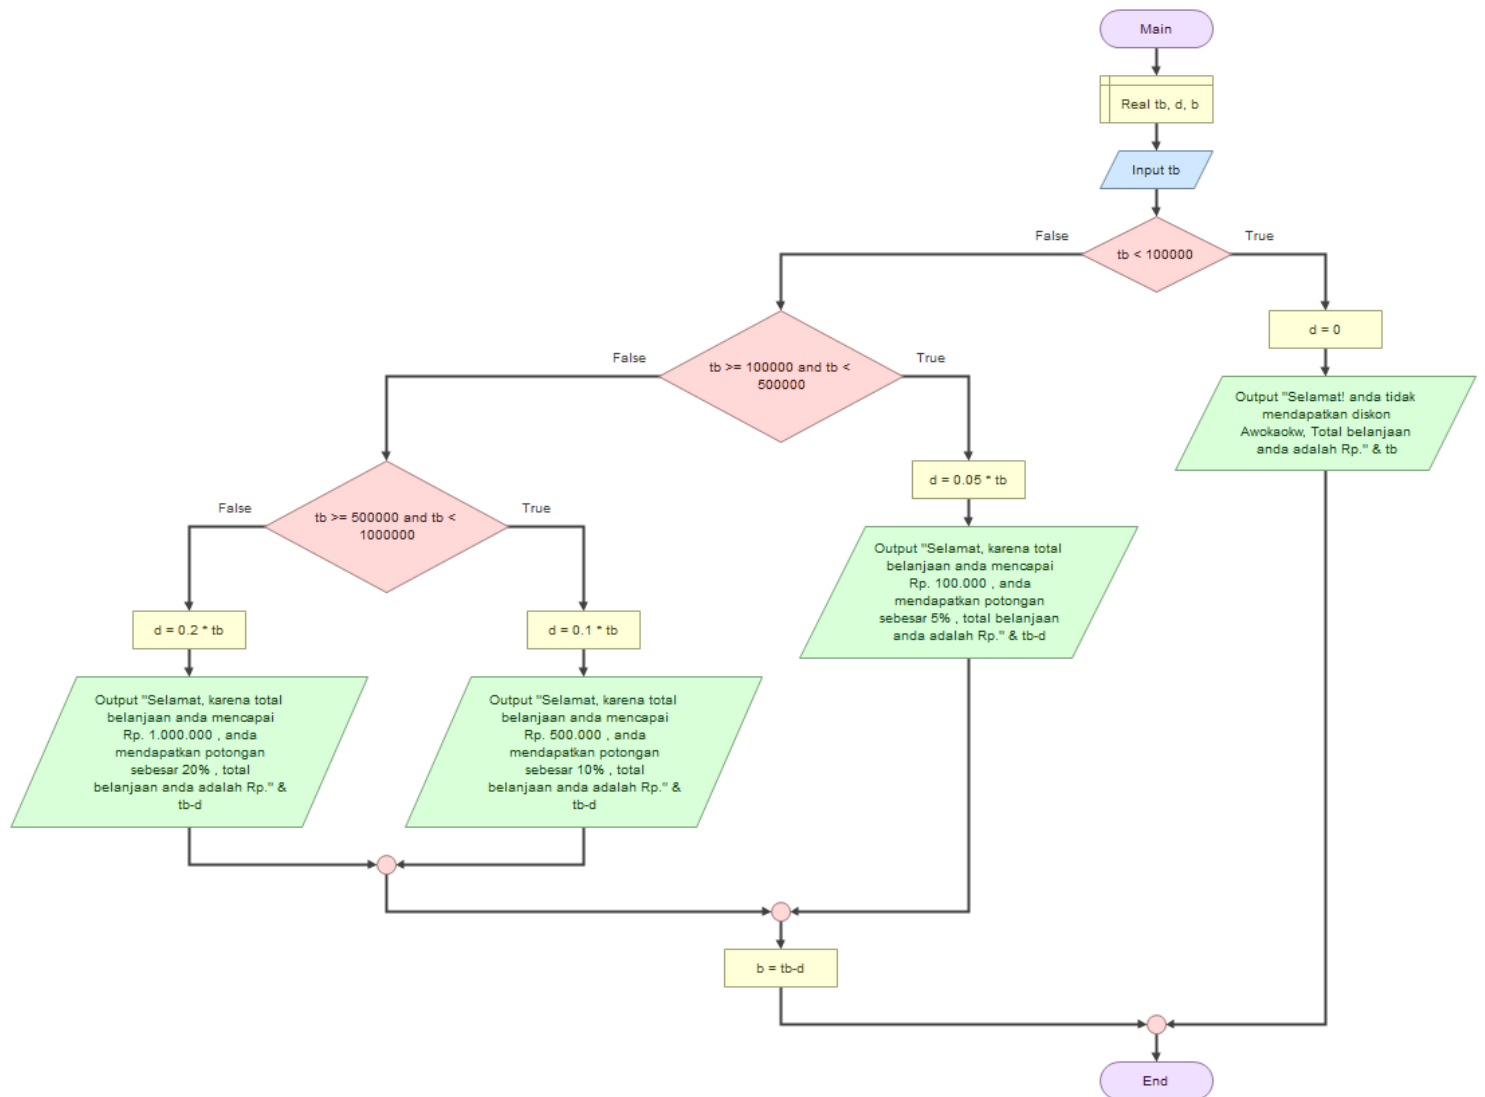 Main
Real tb, d, b
Input tb
False
True
tb < 100000
d = 0
Output "Selamat! anda tidak
mendapatkan diskon
Awokaokw, Total belanjaan
anda adalah Rp." & tb
False
True
tb >= 100000 and tb <
500000
d = 0.05 * tb
Output "Selamat, karena total
belanjaan anda mencapai
Rp. 100.000 , anda
mendapatkan potongan
sebesar 5% , total belanjaan
anda adalah Rp." & tb-d
False
True
tb >= 500000 and tb <
1000000
d = 0.2 * tb
Output "Selamat, karena total
belanjaan anda mencapai
Rp. 1.000.000 , anda
mendapatkan potongan
sebesar 20% , total
belanjaan anda adalah Rp." &
tb-d
d = 0.1 * tb
Output "Selamat, karena total
belanjaan anda mencapai
Rp. 500.000 , anda
mendapatkan potongan
sebesar 10% , total
belanjaan anda adalah Rp." &
tb-d
b = tb-d
End